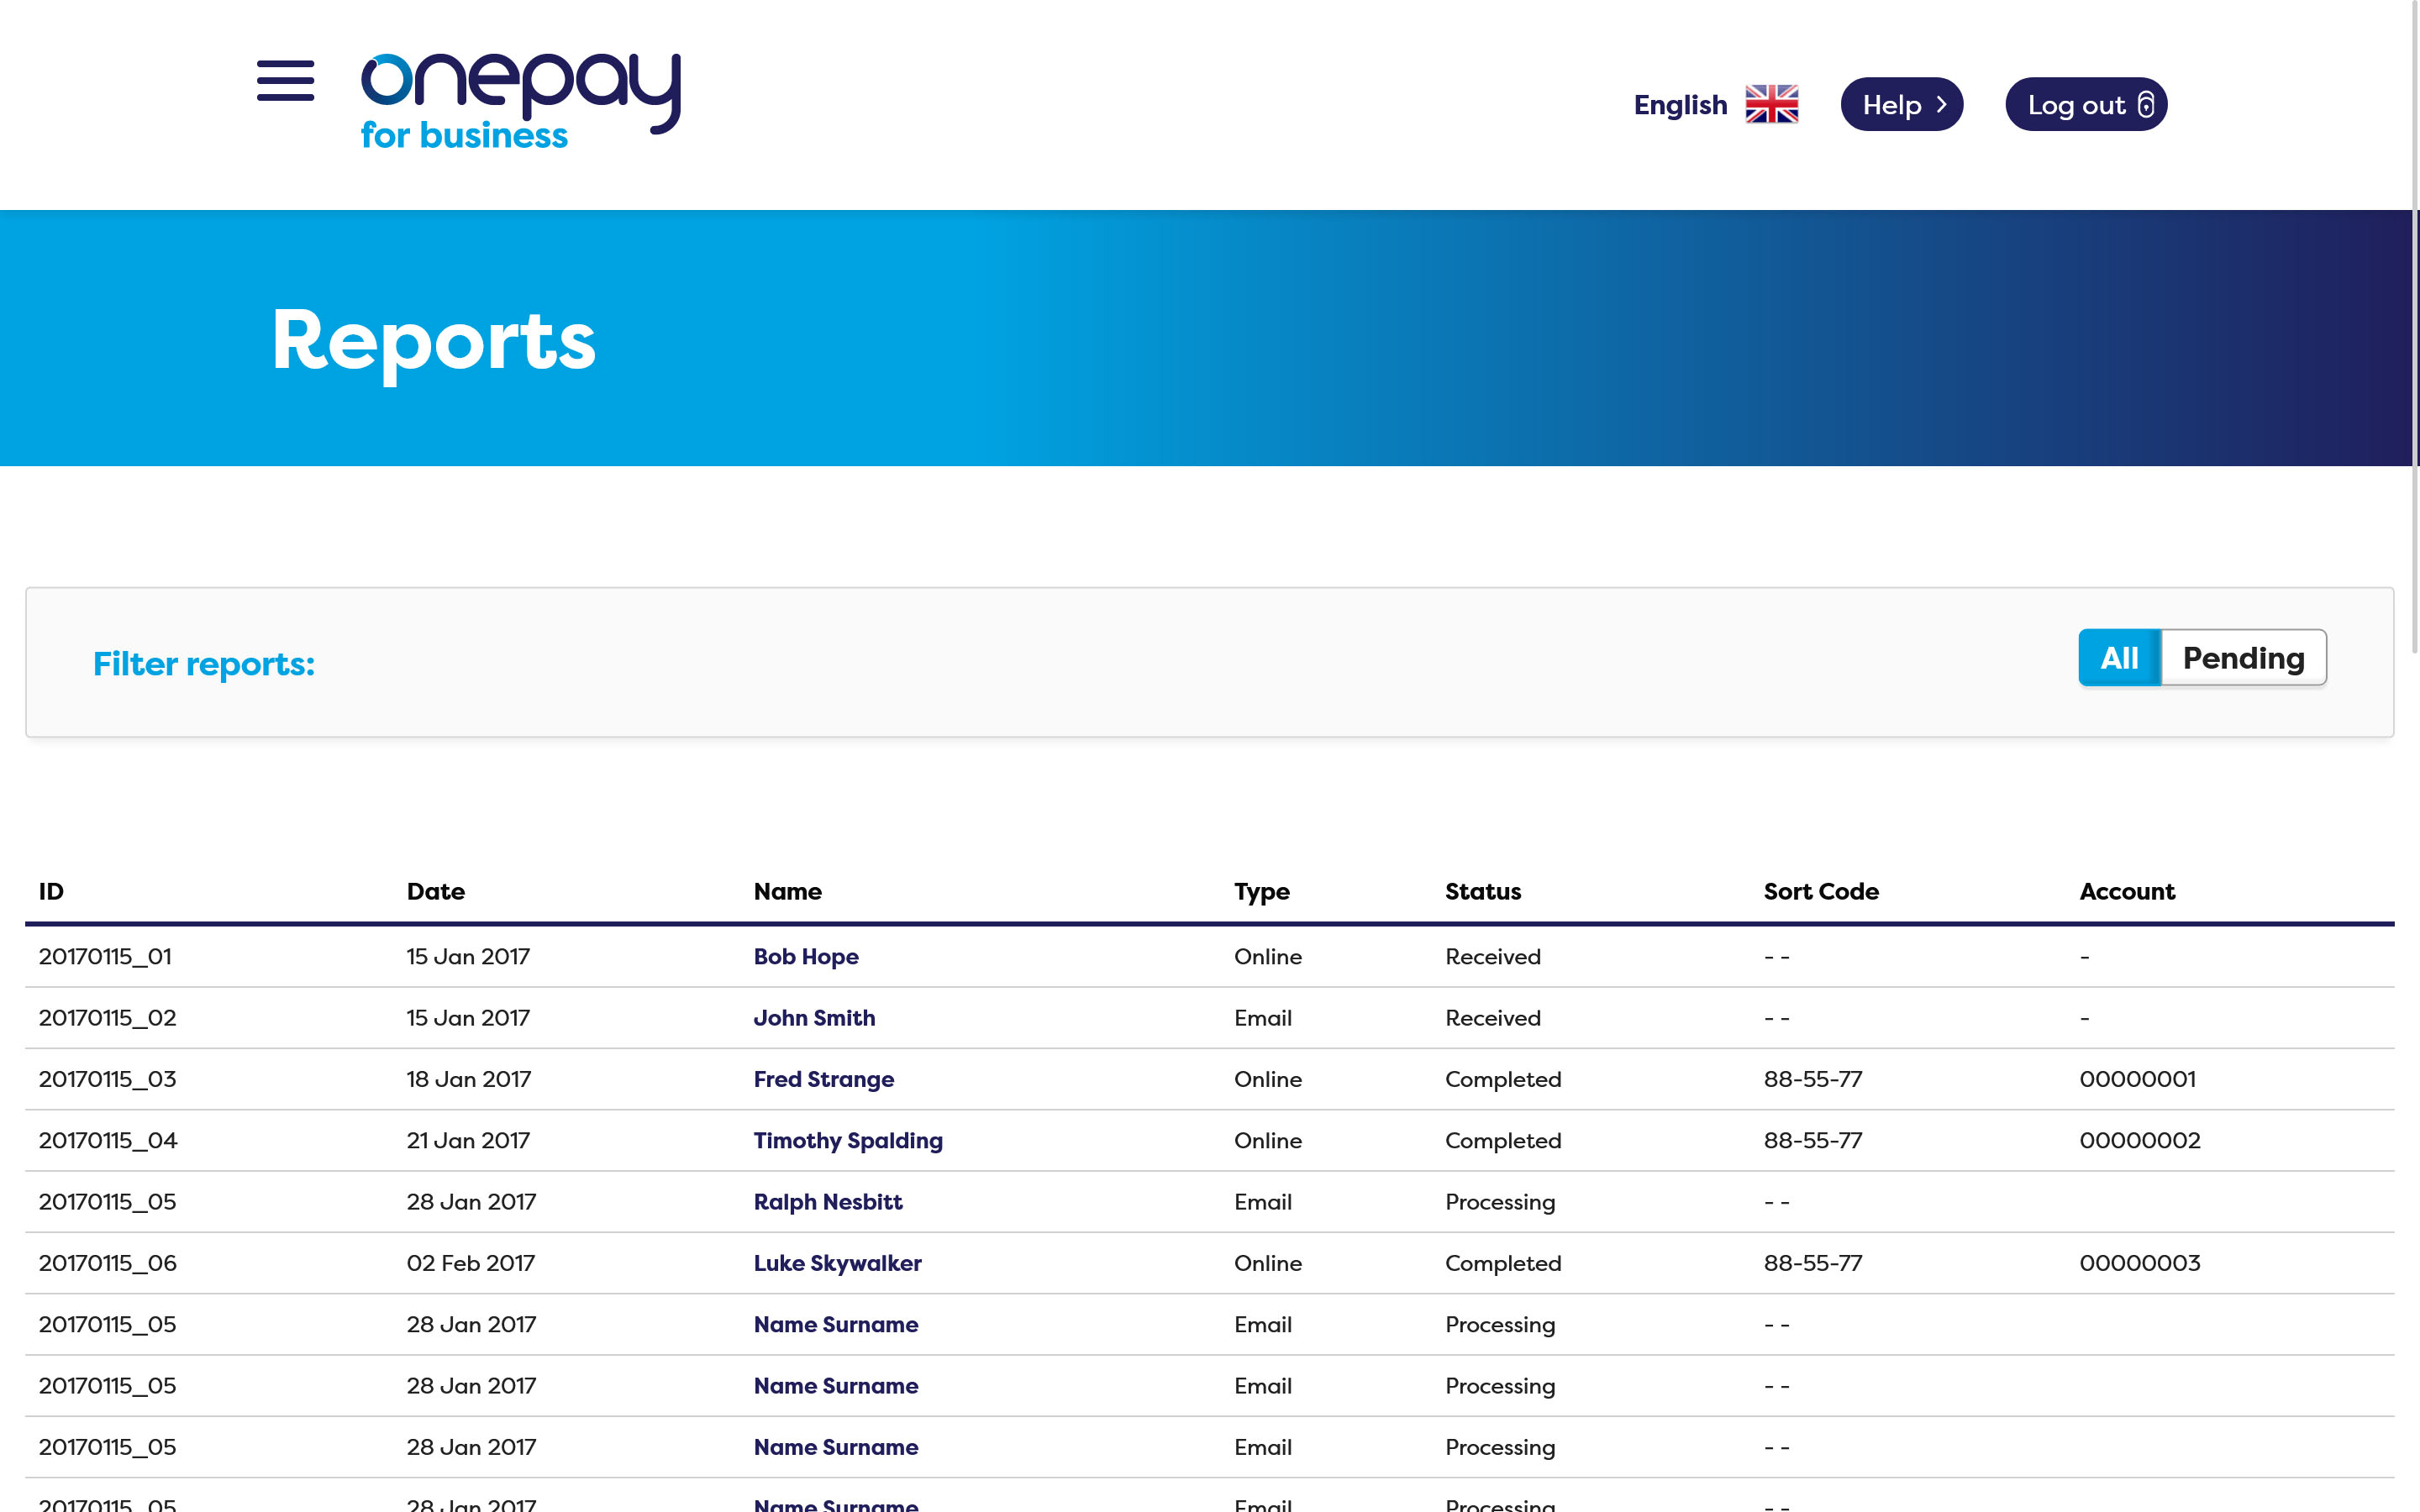 onepay
for business
English
Help
Log out
Reports
Filter reports:
All Pending
ID Date Name Type Status Sort Code Account
20170115_01 15 Jan 2017 Bob Hope Online Received - - -
20170115_02 15 Jan 2017 John Smith Email Received - - -
20170115_03 18 Jan 2017 Fred Strange Online Completed 88-55-77 00000001
20170115_04 21 Jan 2017 Timothy Spalding Online Completed 88-55-77 00000002
20170115_05 28 Jan 2017 Ralph Nesbitt Email Processing - -
20170115_06 02 Feb 2017 Luke Skywalker Online Completed 88-55-77 00000003
20170115_05 28 Jan 2017 Name Surname Email Processing - -
20170115_05 28 Jan 2017 Name Surname Email Processing - -
20170115_05 28 Jan 2017 Name Surname Email Processing - -
20170115_05 28 Jan 2017 Name Surname Email Processing - -